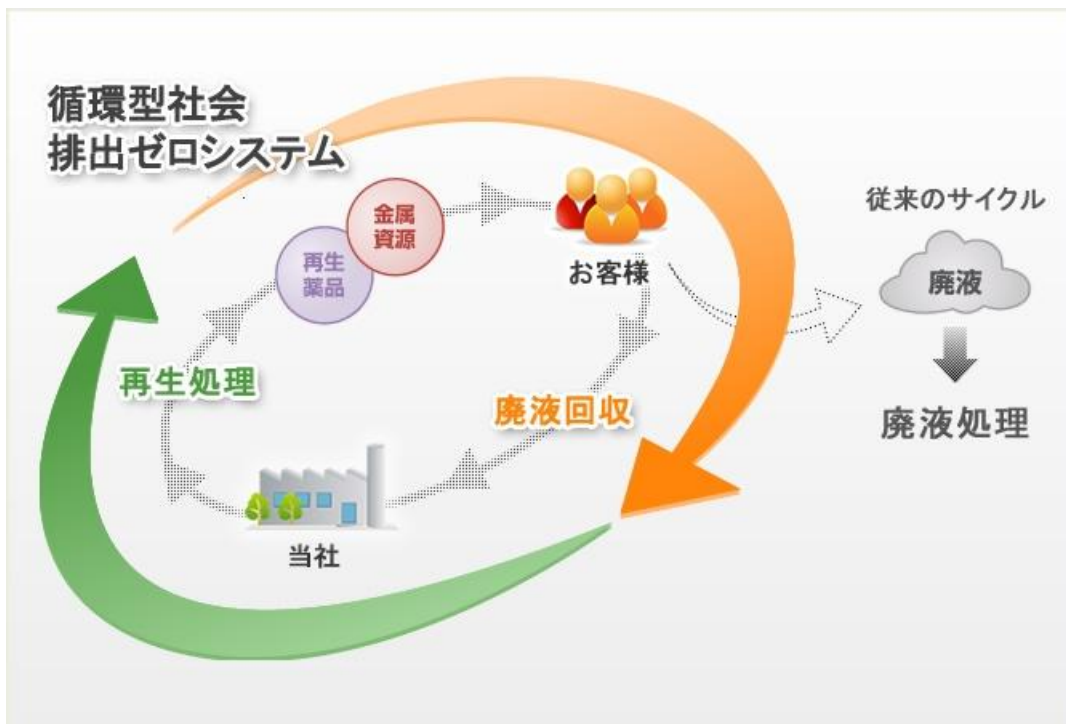 循環型社会
排出ゼロシステム
金属
資源
再生
薬品
お客様
従来のサイクル
廃液
再生処理
廃液回収
廃液処理
当社